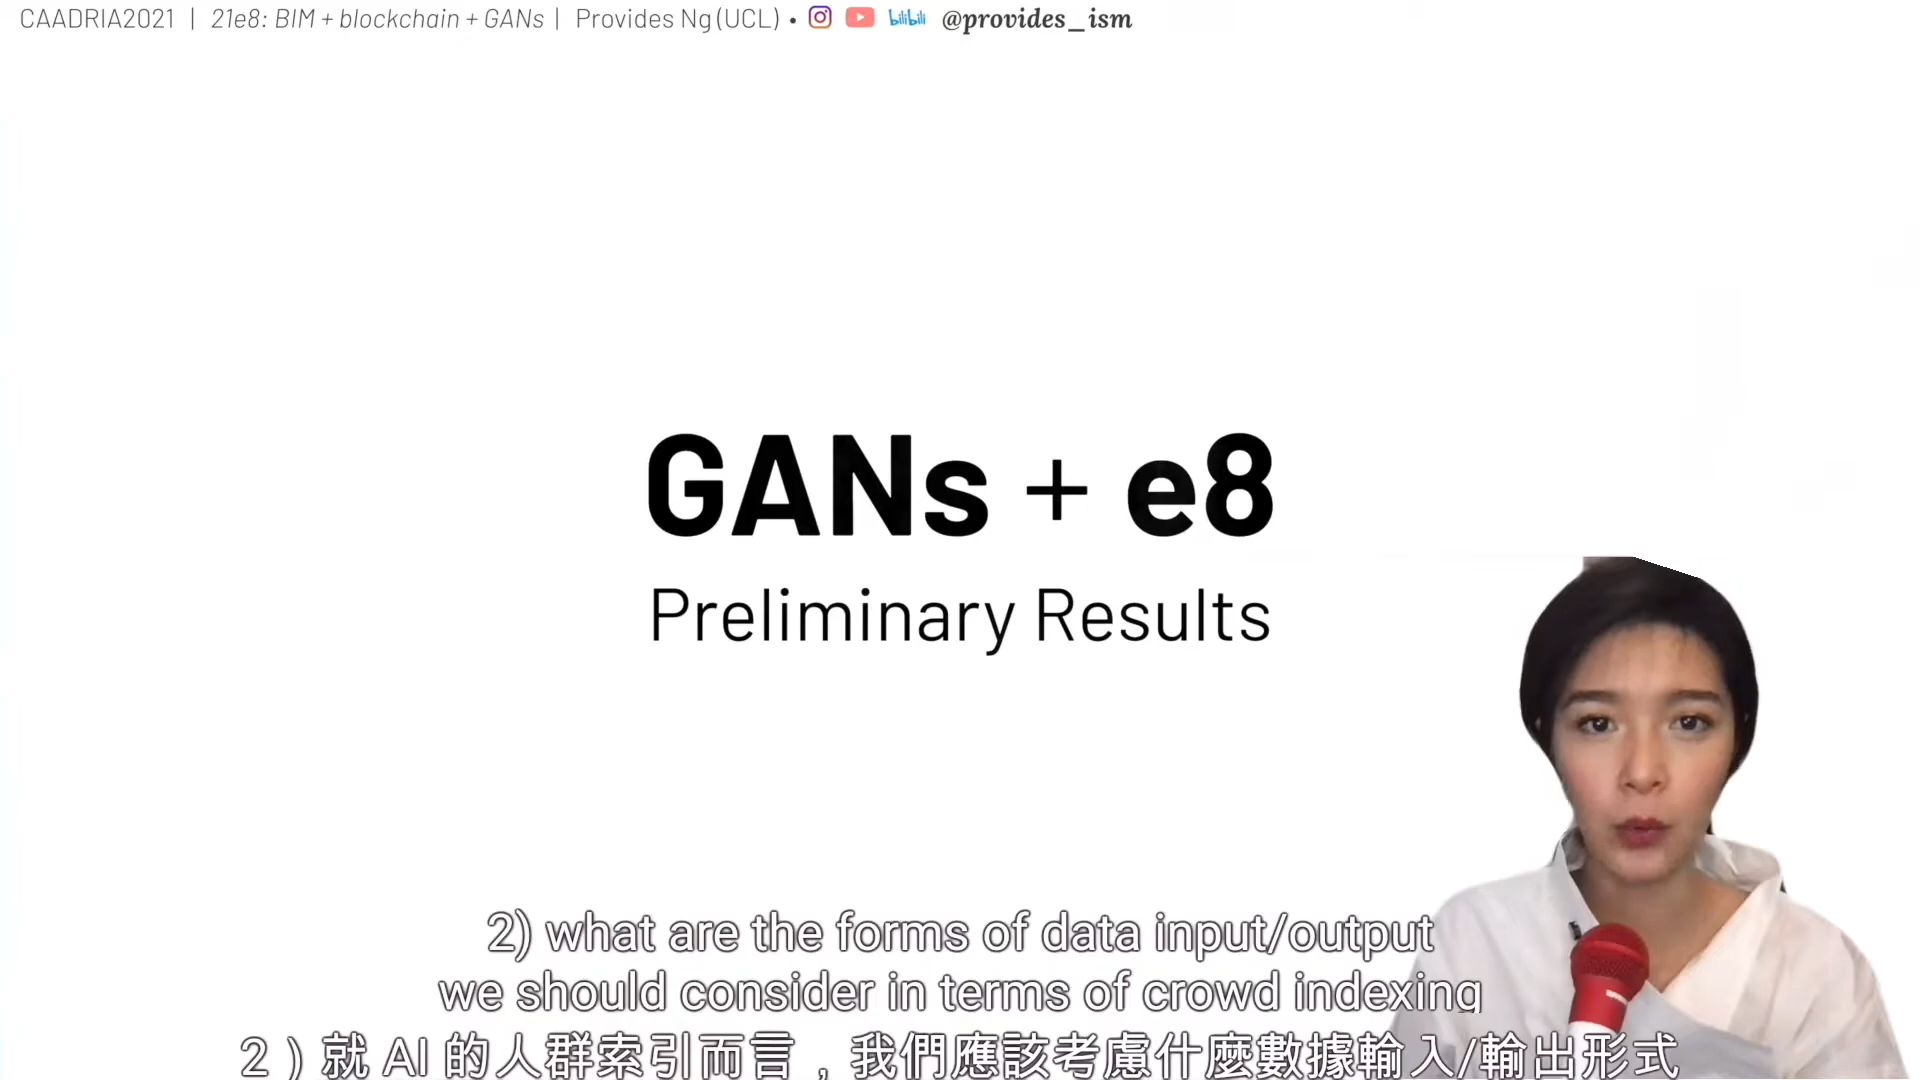 CAADRIA2021 | 21e8: BIM + blockchain + GANs | Provides Ng (UCL) • bilibili @provides_ism
GANs + e8
Preliminary Results
2) what are the forms of data input/output
we should consider in terms of crowd indexing
2 ) 就 AI 的人群索引而言，我們應該考慮什麼數據輸入/輸出形式